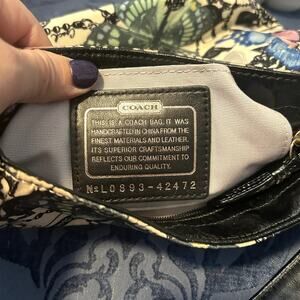 COACH
THIS IS A COACH BAG. IT WAS
HANDCRAFTED IN CHINA FROM THE
FINEST MATERIALS AND LEATHER.
ITS SUPERIOR CRAFTSMANSHIP
REFLECTS OUR COMMITMENT TO
ENDURING QUALITY.
No L0893-42472